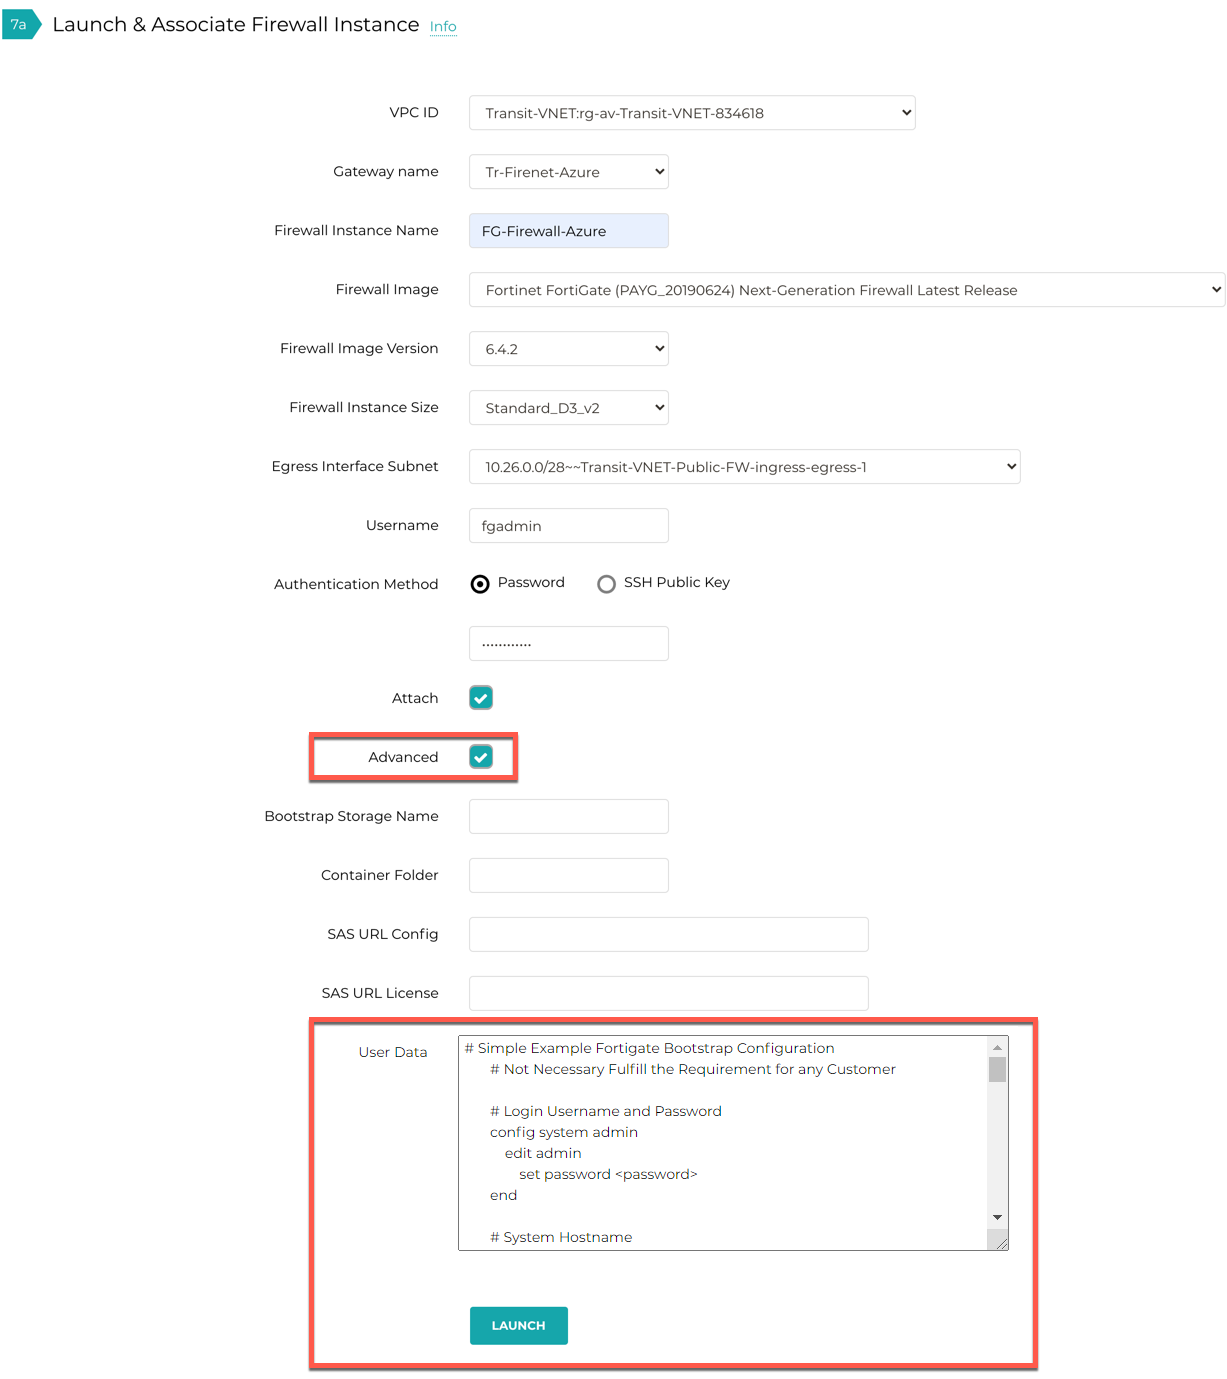 7a Launch & Associate Firewall Instance Info
VPC ID Transit-VNET:rg-av-Transit-VNET-834618
Gateway name Tr-Firenet-Azure
Firewall Instance Name FG-Firewall-Azure
Firewall Image Fortinet FortiGate (PAYG_20190624) Next-Generation Firewall Latest Release
Firewall Image Version 6.4.2
Firewall Instance Size Standard_D3_v2
Egress Interface Subnet 10.26.0.0/28~~Transit-VNET-Public-FW-ingress-egress-1
Username fgadmin
Authentication Method Password SSH Public Key
............
Attach
Advanced
Bootstrap Storage Name
Container Folder
SAS URL Config
SAS URL License
User Data # Simple Example Fortigate Bootstrap Configuration
# Not Necessary Fulfill the Requirement for any Customer
# Login Username and Password
config system admin
edit admin
set password <password>
end
# System Hostname
LAUNCH